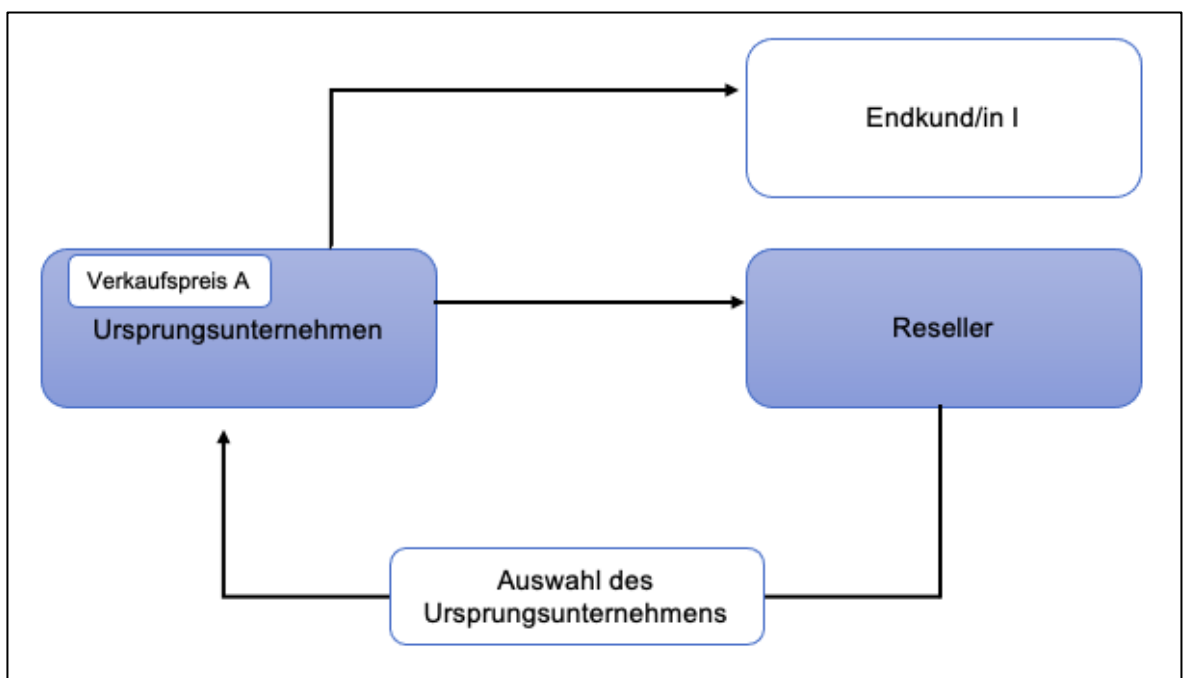 Endkund/in I
Verkaufspreis A
Ursprungsunternehmen
Reseller
Auswahl des
Ursprungsunternehmens